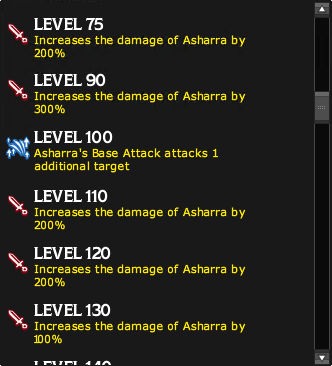 LEVEL 75
Increases the damage of Asharra by
200%
LEVEL 90
Increases the damage of Asharra by
300%
LEVEL 100
Asharra's Base Attack attacks 1
additional target
LEVEL 110
Increases the damage of Asharra by
200%
LEVEL 120
Increases the damage of Asharra by
200%
LEVEL 130
Increases the damage of Asharra by
100%
LEVEL 140